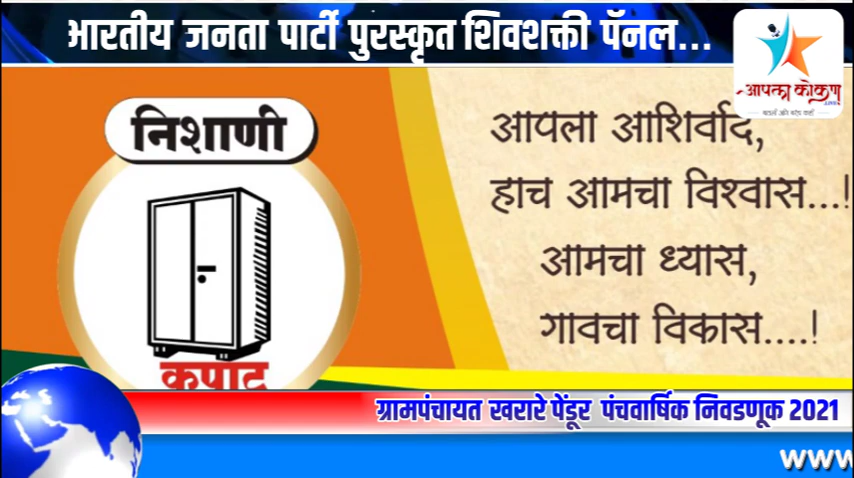 भारतीय जनता पार्टी पुरस्कृत शिवशक्ती पॅनल...
आपला कोकण
LIVE
निशाणी
कपाट
आपला आशिर्वाद,
हाच आमचा विश्वास...!
आमचा ध्यास,
गावचा विकास....!
ग्रामपंचायत खरारे पेंडूर पंचवार्षिक निवडणूक 2021
www.